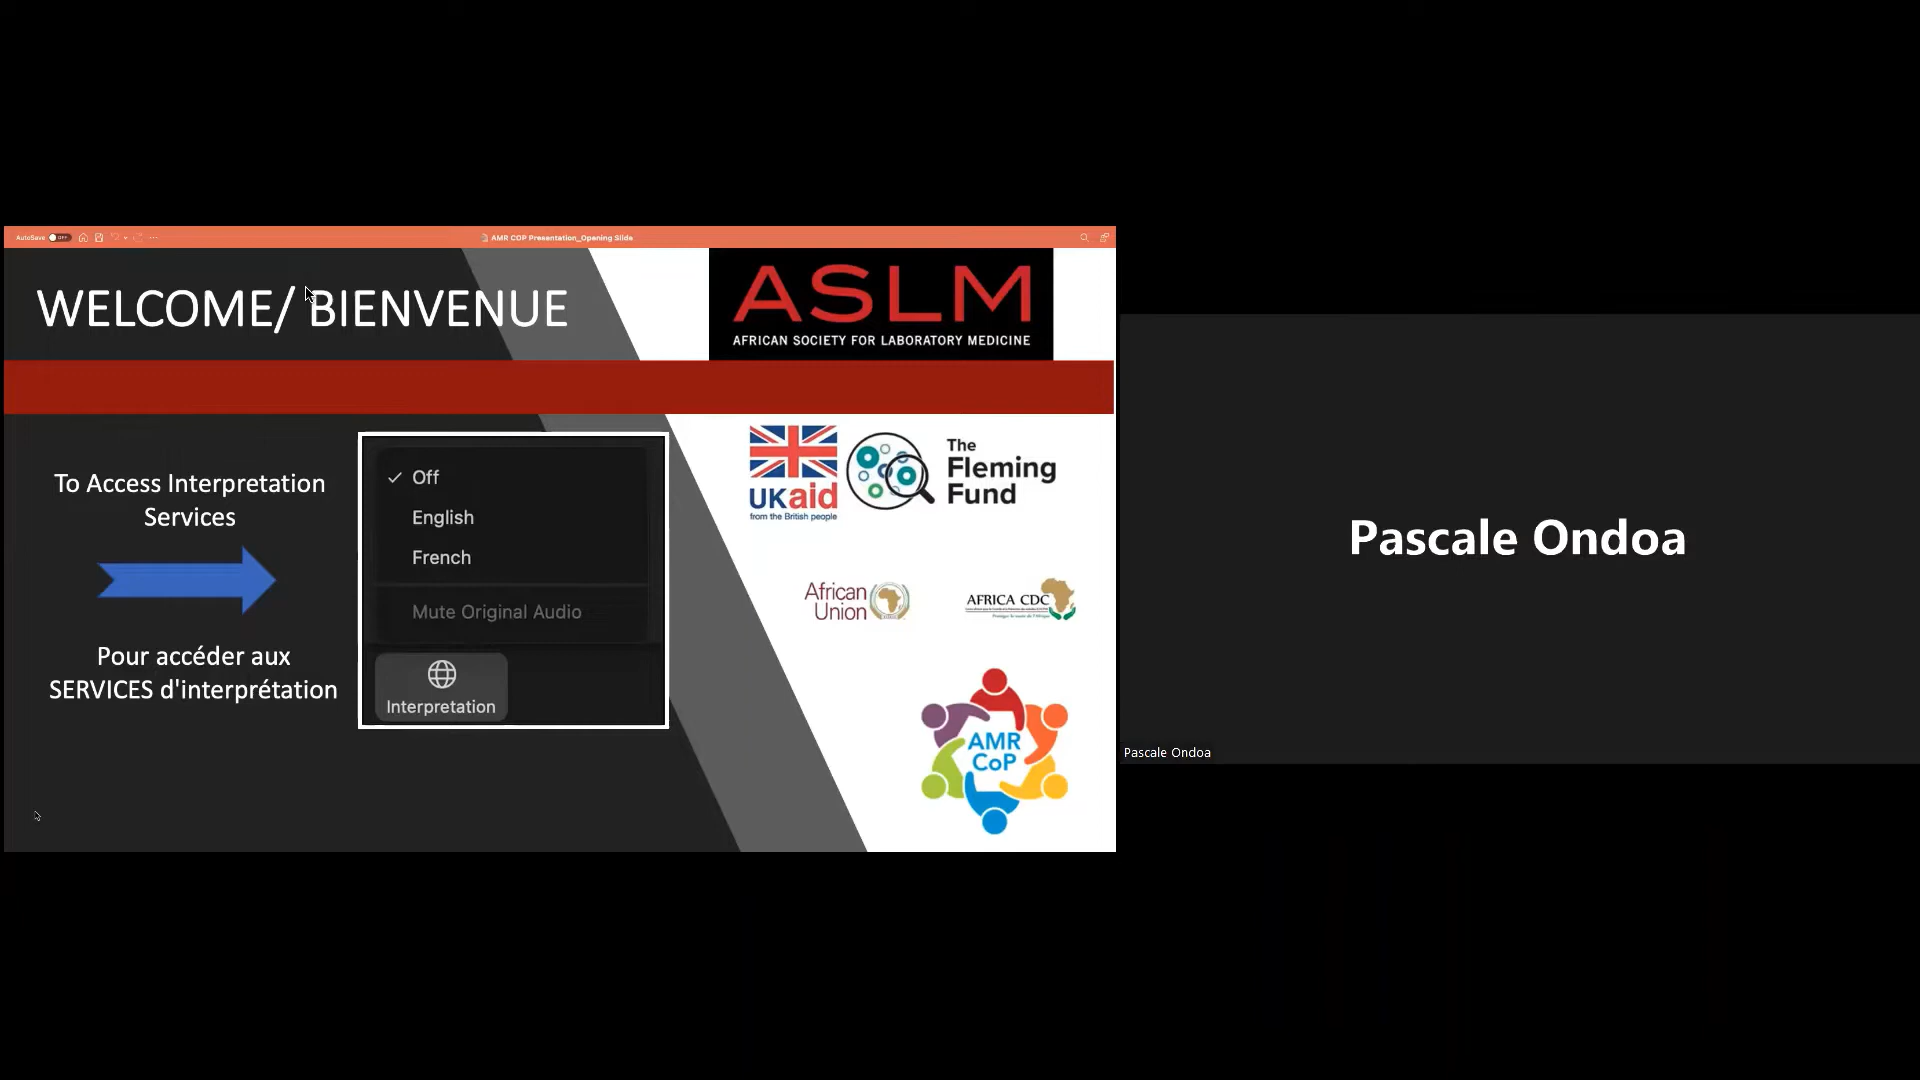 AutoSave OFF
AMR COP Presentation_Opening Slide
WELCOME/ BIENVENUE
ASLM
AFRICAN SOCIETY FOR LABORATORY MEDICINE
To Access Interpretation
Services
Pour accéder aux
SERVICES d'interprétation
✓ Off
English
French
Mute Original Audio
Interpretation
UKaid
from the British people
The
Fleming
Fund
African
Union
AFRICA CDC
AMR
CoP
Pascale Ondoa
Pascale Ondoa